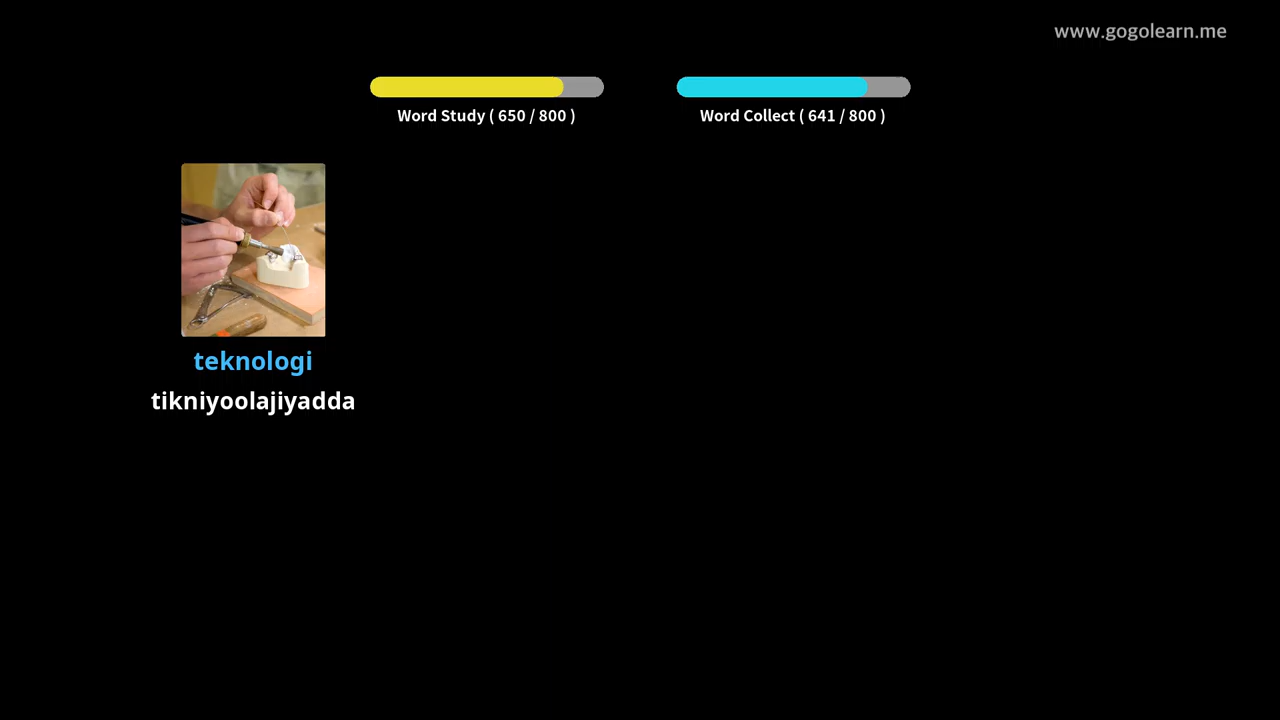 www.gogolearn.me
Word Study ( 650 / 800 )
Word Collect ( 641 / 800 )
teknologi
tikniyoolajiyadda